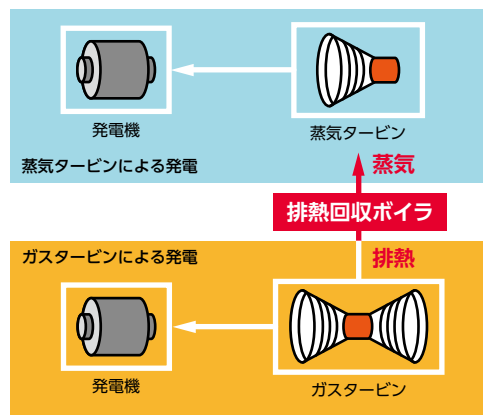 発電機
蒸気タービン
蒸気タービンによる発電
蒸気
排熱回収ボイラ
ガスタービンによる発電
排熱
発電機
ガスタービン